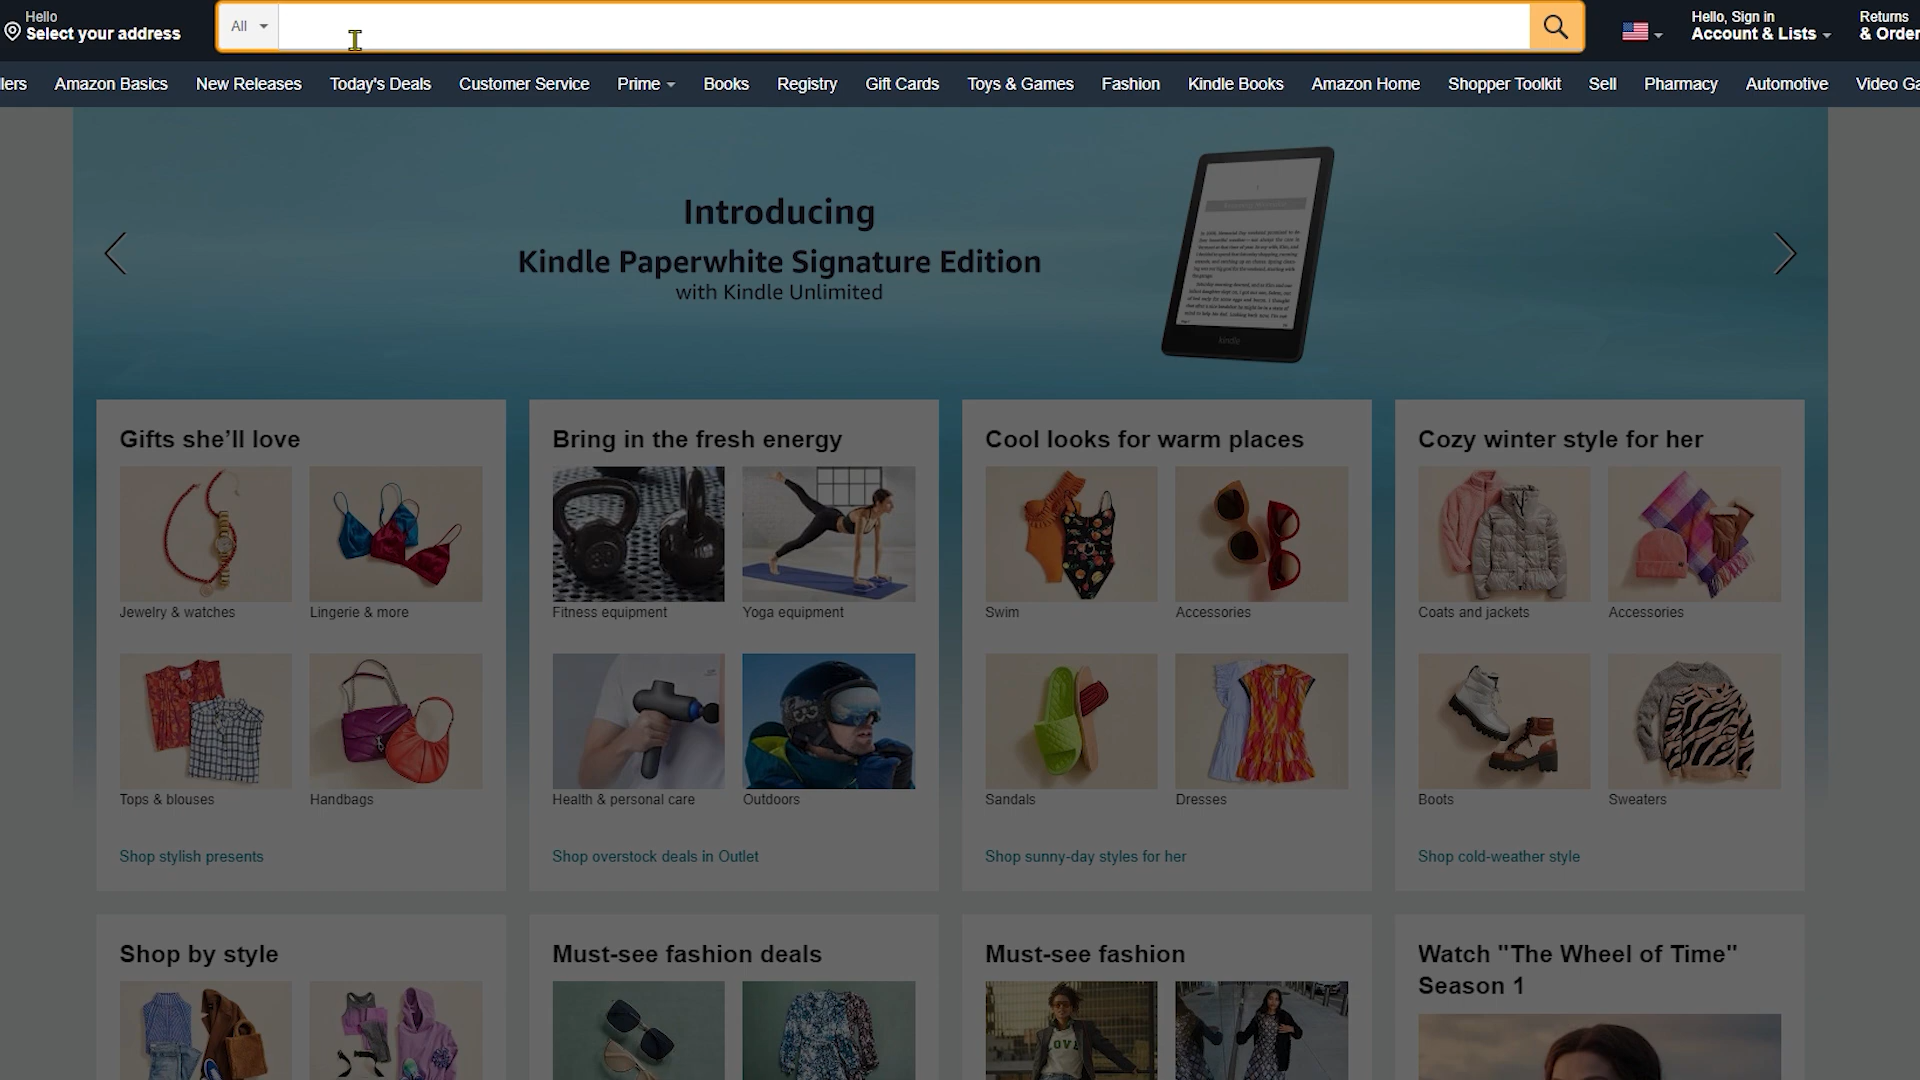 Hello
Select your address
All
Hello, Sign in
Account & Lists
Returns
& Order
lers Amazon Basics New Releases Today's Deals Customer Service Prime Books Registry Gift Cards Toys & Games Fashion Kindle Books Amazon Home Shopper Toolkit Sell Pharmacy Automotive Video Ga
Introducing
Kindle Paperwhite Signature Edition
with Kindle Unlimited
kindle
Gifts she’ll love
Jewelry & watches
Lingerie & more
Tops & blouses
Handbags
Shop stylish presents
Bring in the fresh energy
Fitness equipment
Yoga equipment
Health & personal care
Outdoors
Shop overstock deals in Outlet
Cool looks for warm places
Swim
Accessories
Sandals
Dresses
Shop sunny-day styles for her
Cozy winter style for her
Coats and jackets
Accessories
Boots
Sweaters
Shop cold-weather style
Shop by style
Must-see fashion deals
Must-see fashion
Watch "The Wheel of Time"
Season 1